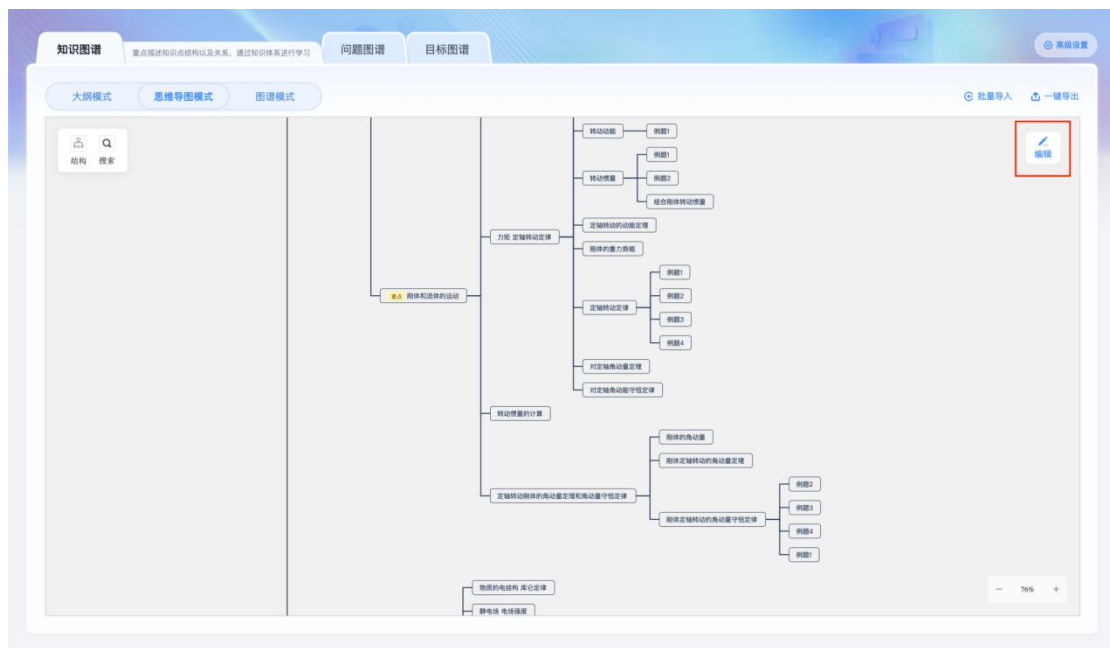 知识图谱
重点描述知识点结构以及关系，通过知识体系进行学习
问题图谱
目标图谱
高级设置
大纲模式
思维导图模式
图谱模式
批量导入
一键导出
结构
搜索
编辑
转动动能
例题1
例题1
转动惯量
例题2
组合刚体转动惯量
定轴转动的动能定理
力矩 定轴转动定律
刚体的重力势能
例题1
重点 刚体和流体的运动
例题2
定轴转动定律
例题3
例题4
对定轴角动量定理
对定轴角动能守恒定律
转动惯量的计算
刚体的角动量
刚体定轴转动的角动量定理
例题2
定轴转动刚体的角动量定理和角动量守恒定律
例题3
刚体定轴转动的角动量守恒定律
例题4
例题1
物质的电结构 库仑定律
76%
静电场 电场强度